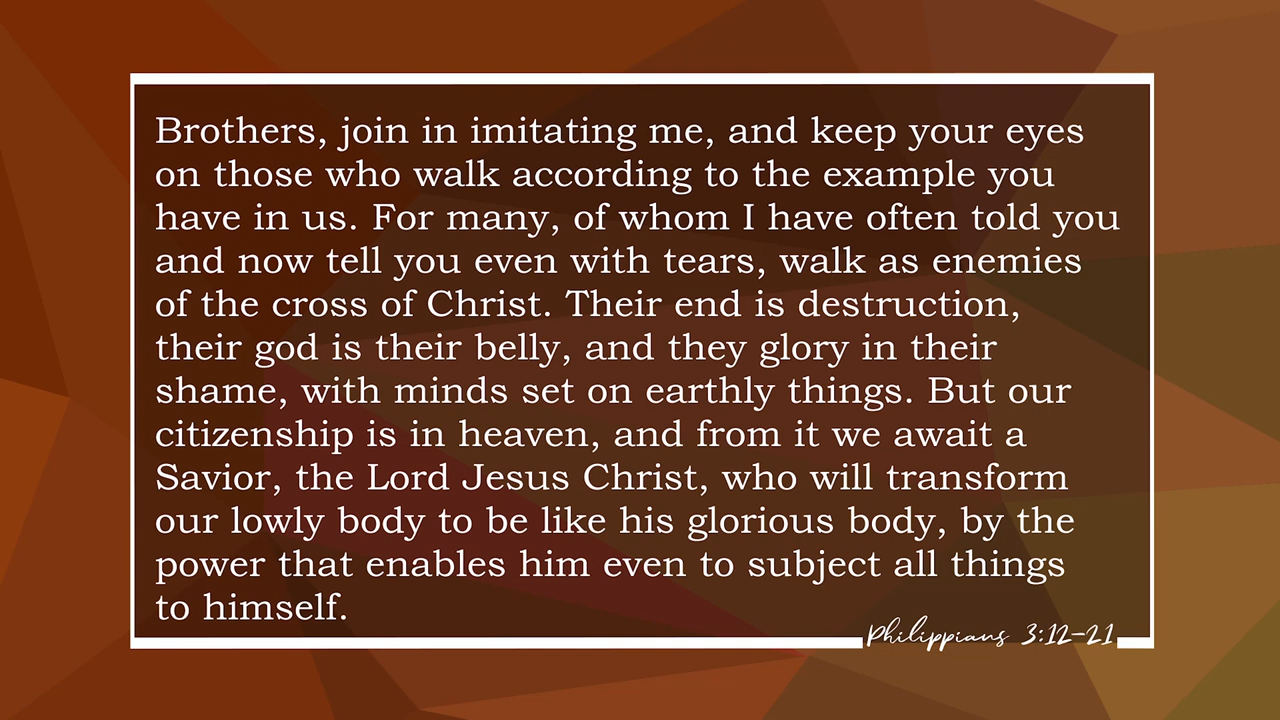 Brothers, join in imitating me, and keep your eyes
on those who walk according to the example you
have in us. For many, of whom I have often told you
and now tell you even with tears, walk as enemies
of the cross of Christ. Their end is destruction,
their god is their belly, and they glory in their
shame, with minds set on earthly things. But our
citizenship is in heaven, and from it we await a
Savior, the Lord Jesus Christ, who will transform
our lowly body to be like his glorious body, by the
power that enables him even to subject all things
to himself.
Philippians 3:12-21